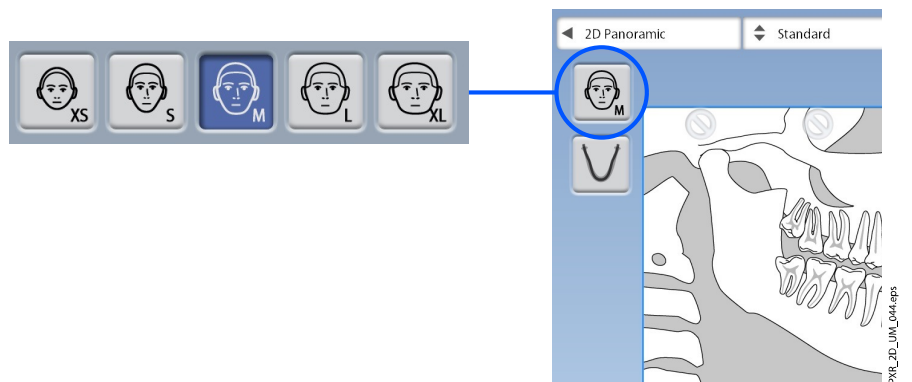 XS S M L XL
2D Panoramic
Standard
M
PXR_2D_UM_044.eps